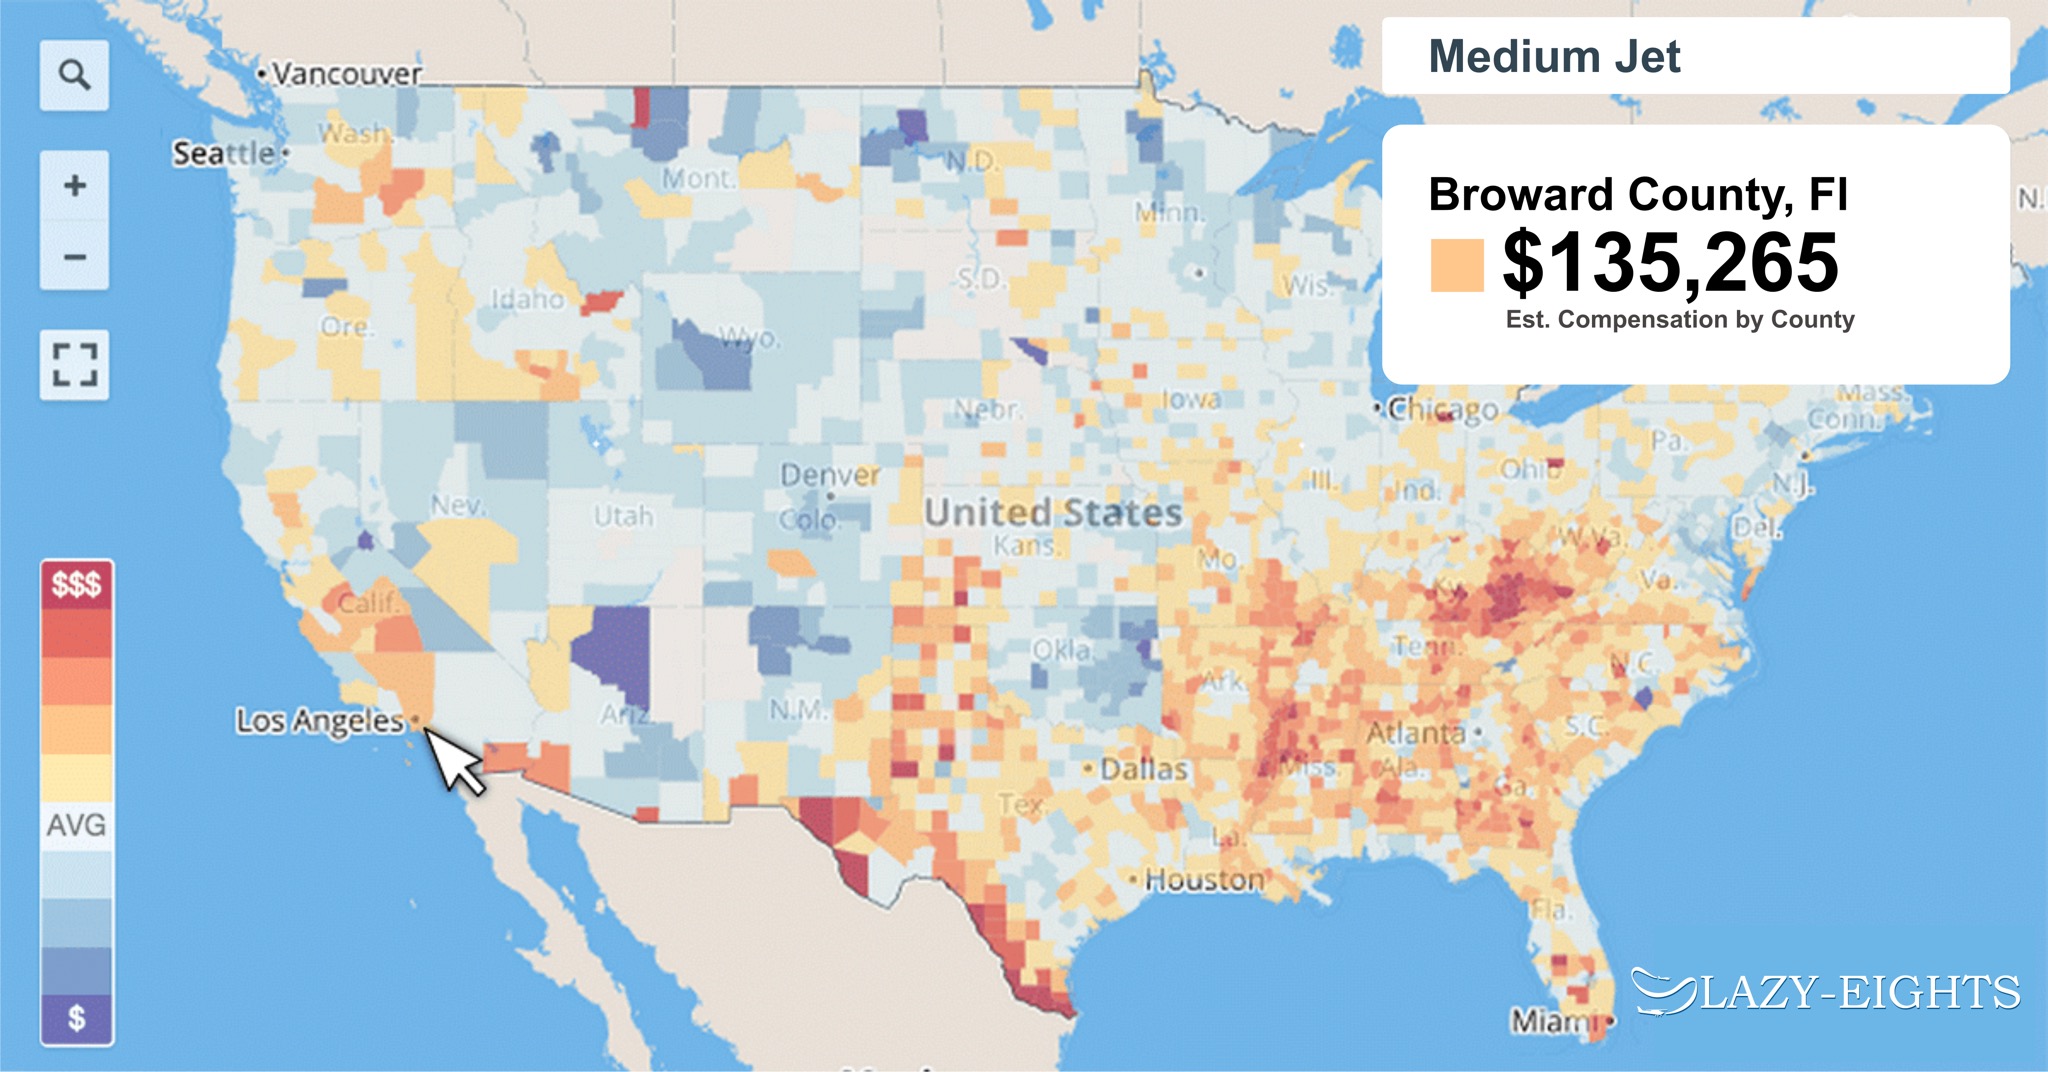 Medium Jet
Broward County, Fl
$135,265
Est. Compensation by County
Vancouver
Seattle
Wash.
Mont.
N.D.
Minn.
N.
Ore.
Idaho
Wyo.
S.D.
Wis.
Nebr.
Iowa
Chicago
Mass.
Conn.
Pa.
N.J.
Nev.
Utah
Denver
Colo.
United States
Kans.
Mo.
Ill.
Ind.
Ohio
W.Va.
Del.
Va.
Ky.
Calif.
Los Angeles
Ariz.
N.M.
Okla.
Ark.
Tenn.
N.C.
S.C.
Atlanta
Dallas
Tex.
Miss.
Ala.
Ga.
La.
Houston
Fla.
Miami
$$$
AVG
$
LAZY-EIGHTS